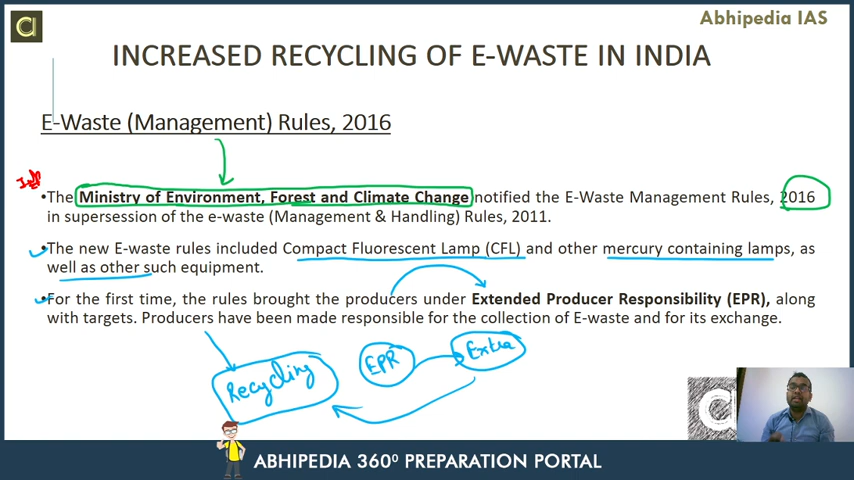 Abhipedia IAS
INCREASED RECYCLING OF E-WASTE IN INDIA
E-Waste (Management) Rules, 2016
Imp
•The Ministry of Environment, Forest and Climate Change notified the E-Waste Management Rules, 2016
in supersession of the e-waste (Management & Handling) Rules, 2011.
•The new E-waste rules included Compact Fluorescent Lamp (CFL) and other mercury containing lamps, as
well as other such equipment.
•For the first time, the rules brought the producers under Extended Producer Responsibility (EPR), along
with targets. Producers have been made responsible for the collection of E-waste and for its exchange.
Recycling EPR Extra
ABHIPEDIA 360⁰ PREPARATION PORTAL